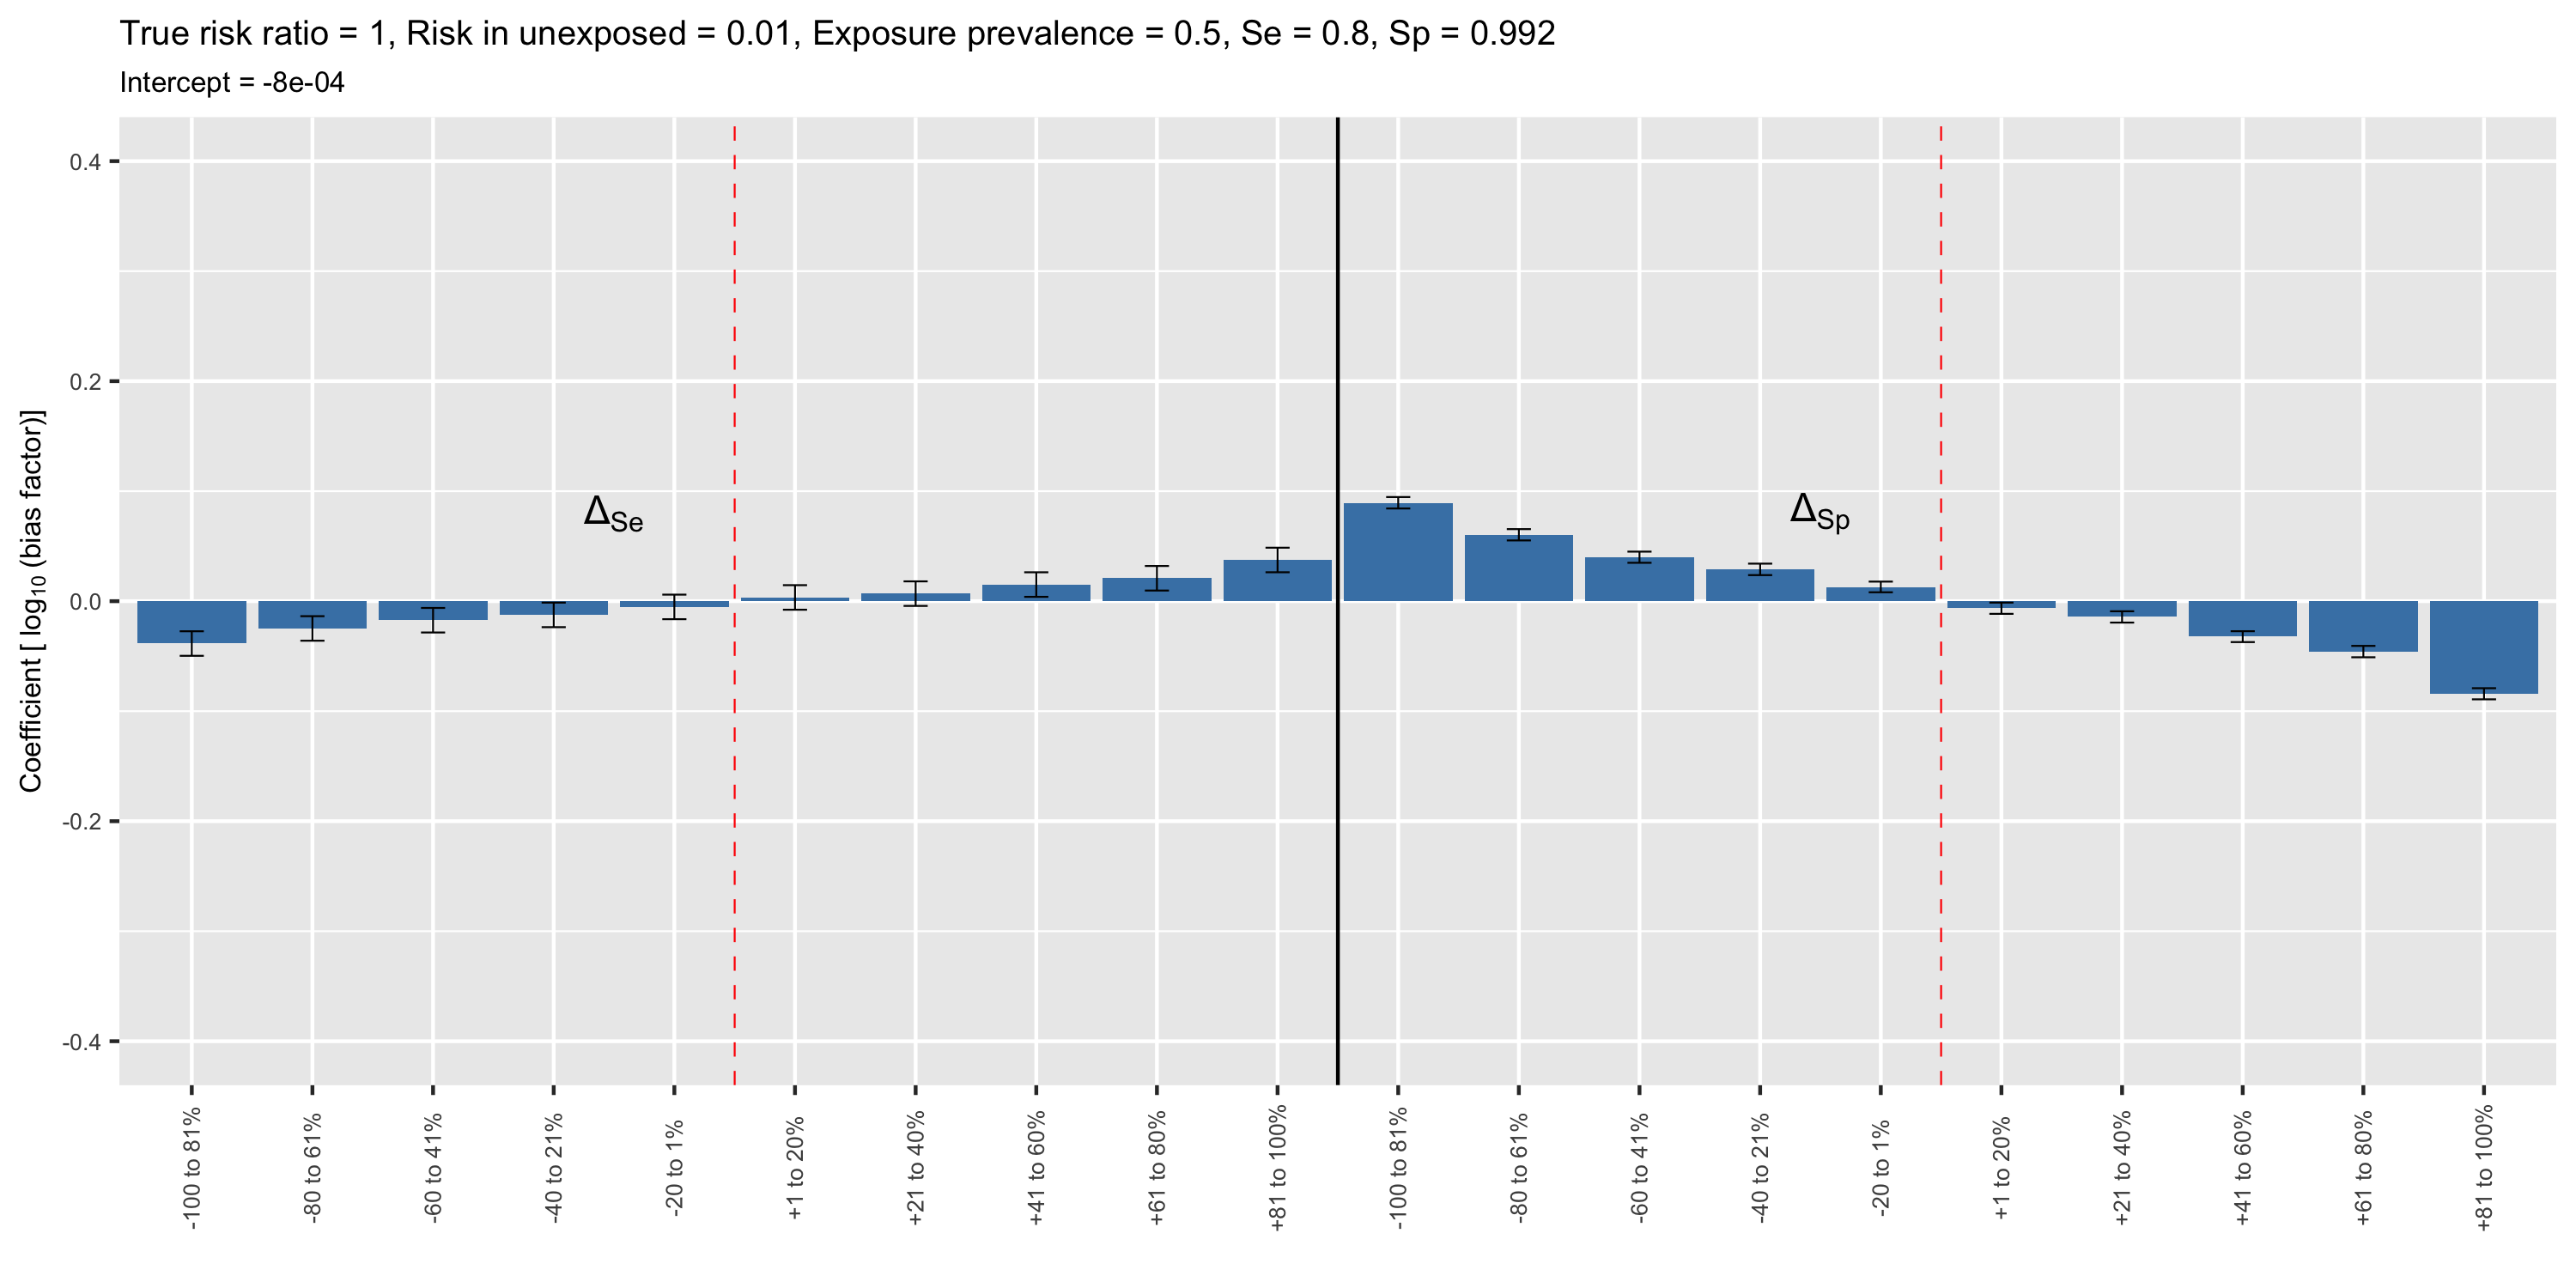 True risk ratio = 1, Risk in unexposed = 0.01, Exposure prevalence = 0.5, Se = 0.8, Sp = 0.992
Intercept = -8e-04
Coefficient [ log10 (bias factor)]
0.4
0.2
0.0
-0.2
-0.4
ΔSe
ΔSp
-100 to 81%
-80 to 61%
-60 to 41%
-40 to 21%
-20 to 1%
+1 to 20%
+21 to 40%
+41 to 60%
+61 to 80%
+81 to 100%
-100 to 81%
-80 to 61%
-60 to 41%
-40 to 21%
-20 to 1%
+1 to 20%
+21 to 40%
+41 to 60%
+61 to 80%
+81 to 100%